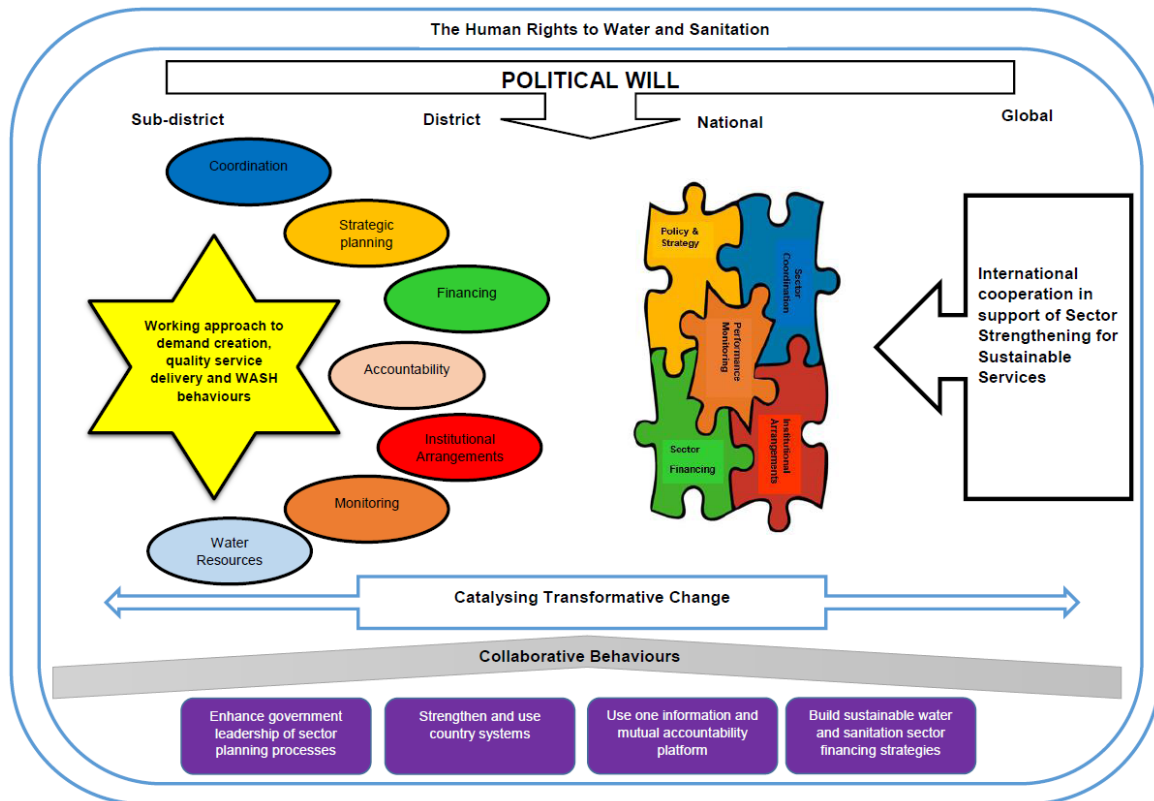 The Human Rights to Water and Sanitation
POLITICAL WILL
Sub-district
District
National
Global
Coordination
Strategic
planning
Financing
Accountability
Institutional
Arrangements
Monitoring
Water
Resources
Working approach to
demand creation,
quality service
delivery and WASH
behaviours
Policy &
Strategy
Sector
Coordination
Performance
Monitoring
Sector
Financing
Institutional
Arrangements
International
cooperation in
support of Sector
Strengthening for
Sustainable
Services
Catalysing Transformative Change
Collaborative Behaviours
Enhance government
leadership of sector
planning processes
Strengthen and use
country systems
Use one information and
mutual accountability
platform
Build sustainable water
and sanitation sector
financing strategies